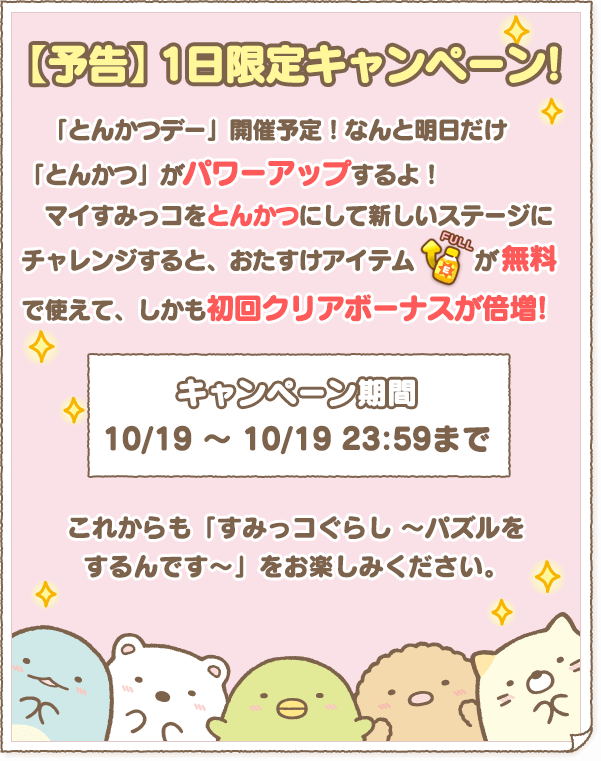 【予告】1日限定キャンペーン!
「とんかつデー」開催予定！なんと明日だけ
「とんかつ」がパワーアップするよ！
マイすみっコをとんかつにして新しいステージに
FULL
チャレンジすると、おたすけアイテムが無料
で使えて、しかも初回クリアボーナスが倍増!
キャンペーン期間
10/19 ～ 10/19 23:59まで
これからも「すみっコぐらし ～パズルを
するんです～」をお楽しみください。